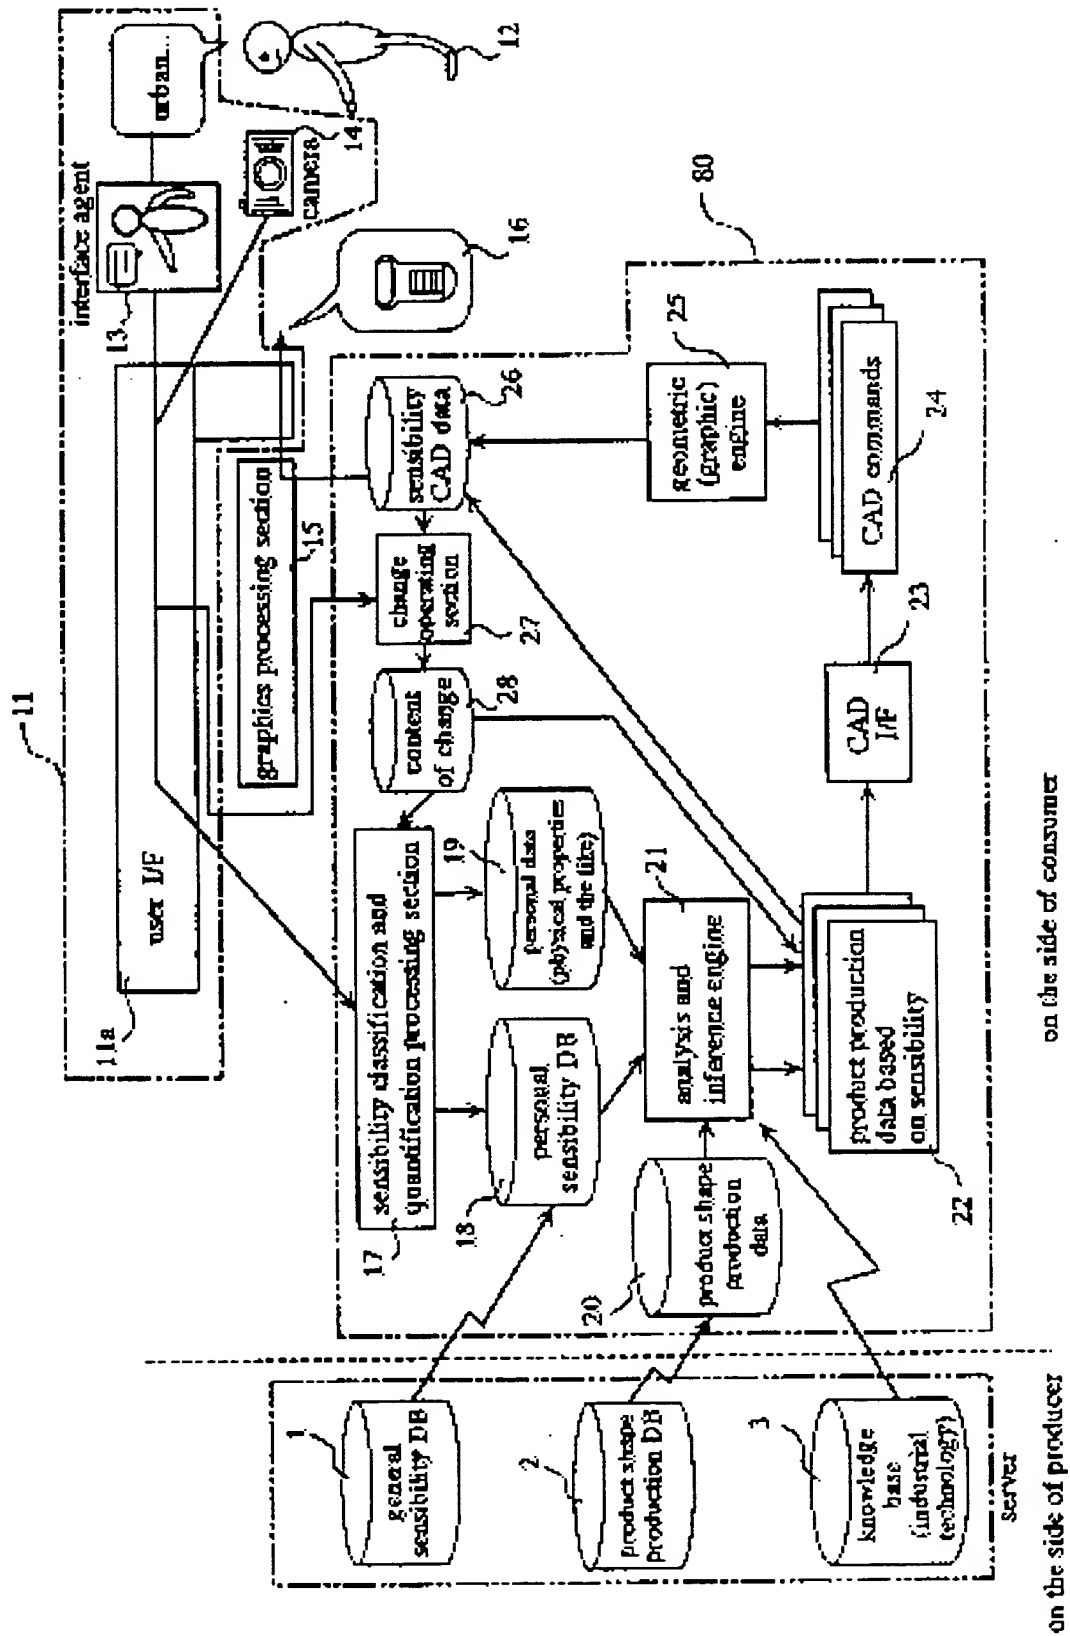 11
11a
user I/F
interface agent
13
urban...
12
camera
14
graphics processing section
15
16
80
sensibility classification and
quantification processing section
17
content
of change
28
change
operating
section
27
sensibility
CAD data
26
personal
sensibility DB
18
personal data
(physical properties
and the like)
19
geometric
(graphic)
engine
25
product shape
production
data
20
analysis and
inference engine
21
product production
data based
on sensibility
22
CAD
I/F
23
CAD commands
24
general
sensibility DB
1
product shape
production DB
2
knowledge
base
(industrial
technology)
3
server
on the side of producer
on the side of consumer